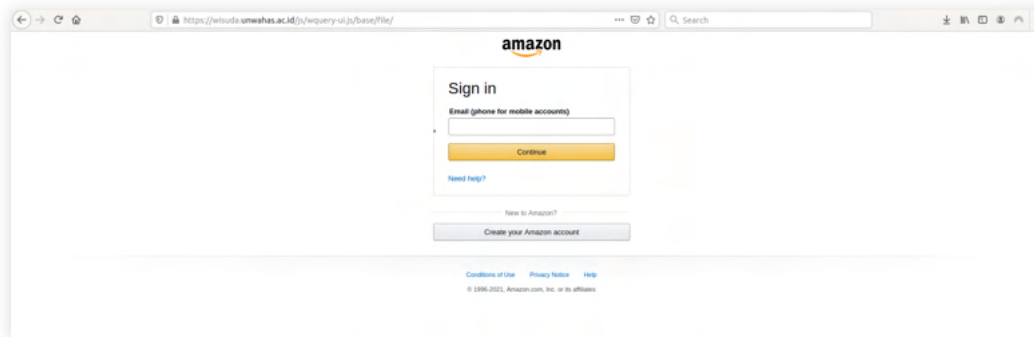 https://wisuda.unwahas.ac.id/js/wquery-ui.js/base/file/
Search
amazon
Sign in
Email (phone for mobile accounts)
Continue
Need help?
New to Amazon?
Create your Amazon account
Conditions of Use Privacy Notice Help
© 1996-2021, Amazon.com, Inc. or its affiliates